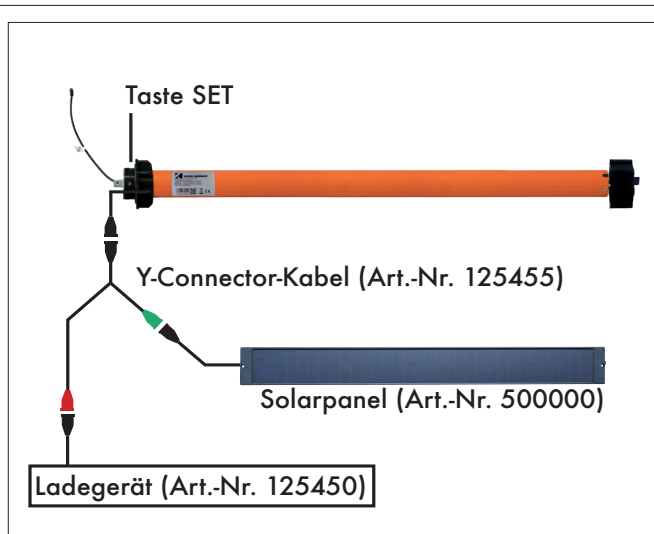 Taste SET
Y-Connector-Kabel (Art.-Nr. 125455)
Solarpanel (Art.-Nr. 500000)
Ladegerät (Art.-Nr. 125450)